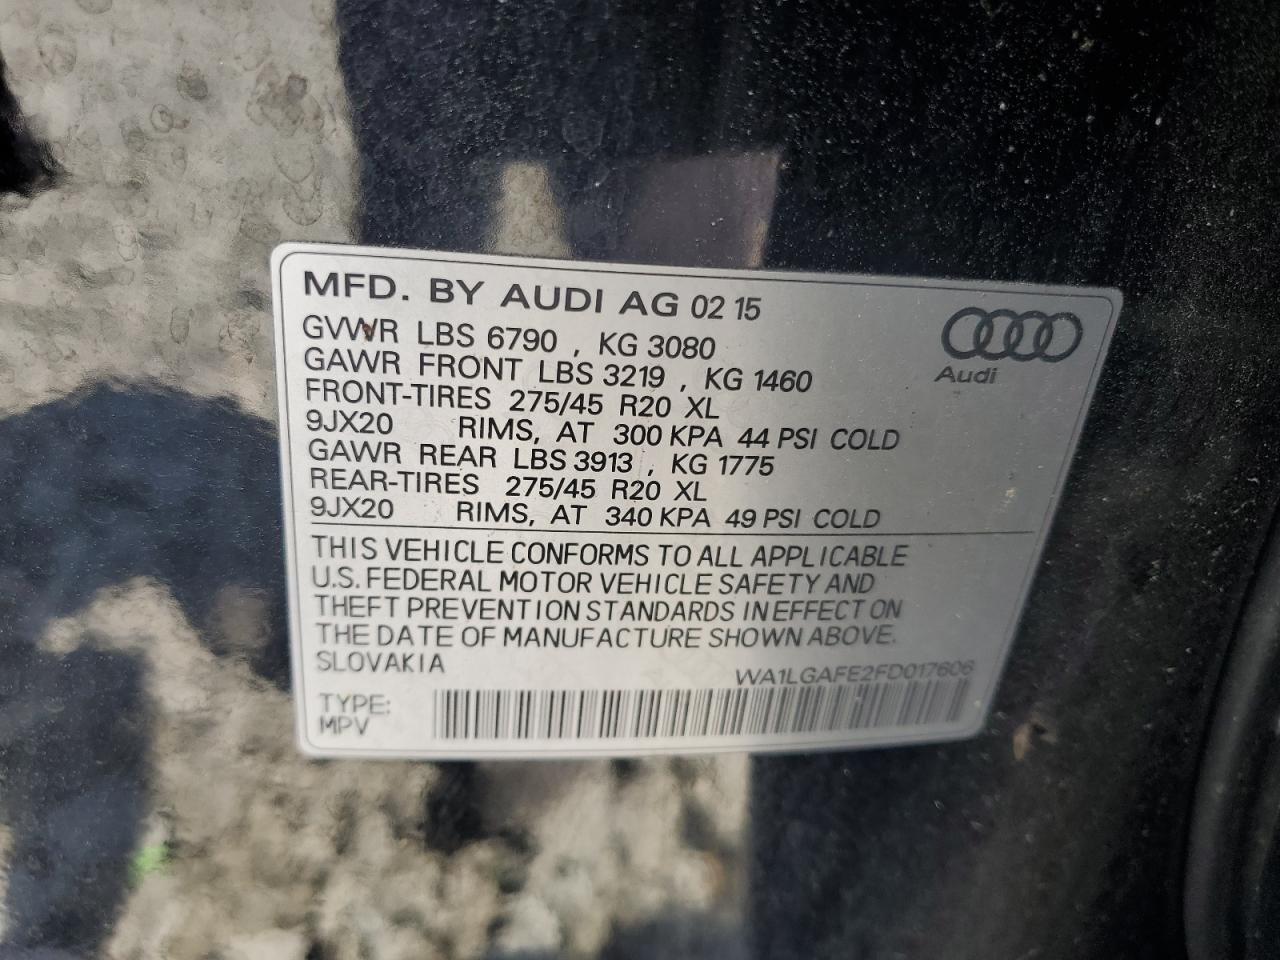 MFD. BY AUDI AG 02 15
GVWR LBS 6790 , KG 3080
GAWR FRONT LBS 3219 , KG 1460
FRONT-TIRES 275/45 R20 XL
9JX20 RIMS, AT 300 KPA 44 PSI COLD
GAWR REAR LBS 3913 , KG 1775
REAR-TIRES 275/45 R20 XL
9JX20 RIMS, AT 340 KPA 49 PSI COLD
Audi
THIS VEHICLE CONFORMS TO ALL APPLICABLE
U.S. FEDERAL MOTOR VEHICLE SAFETY AND
THEFT PREVENTION STANDARDS IN EFFECT ON
THE DATE OF MANUFACTURE SHOWN ABOVE.
SLOVAKIA
WA1LGAFE2FD017606
TYPE:
MPV